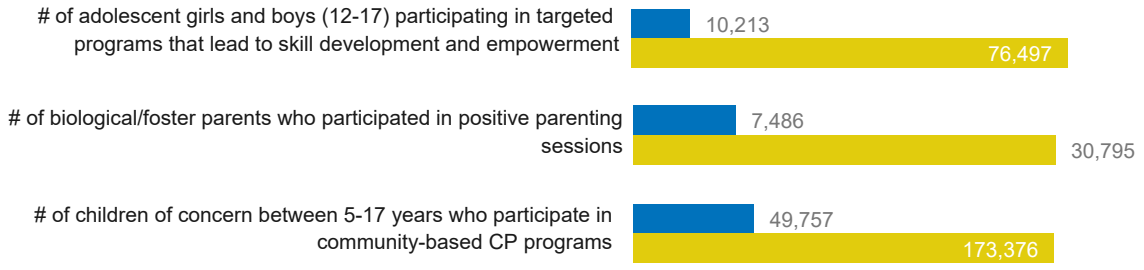 # of adolescent girls and boys (12-17) participating in targeted
programs that lead to skill development and empowerment
10,213
76,497
# of biological/foster parents who participated in positive parenting
sessions
7,486
30,795
# of children of concern between 5-17 years who participate in
community-based CP programs
49,757
173,376